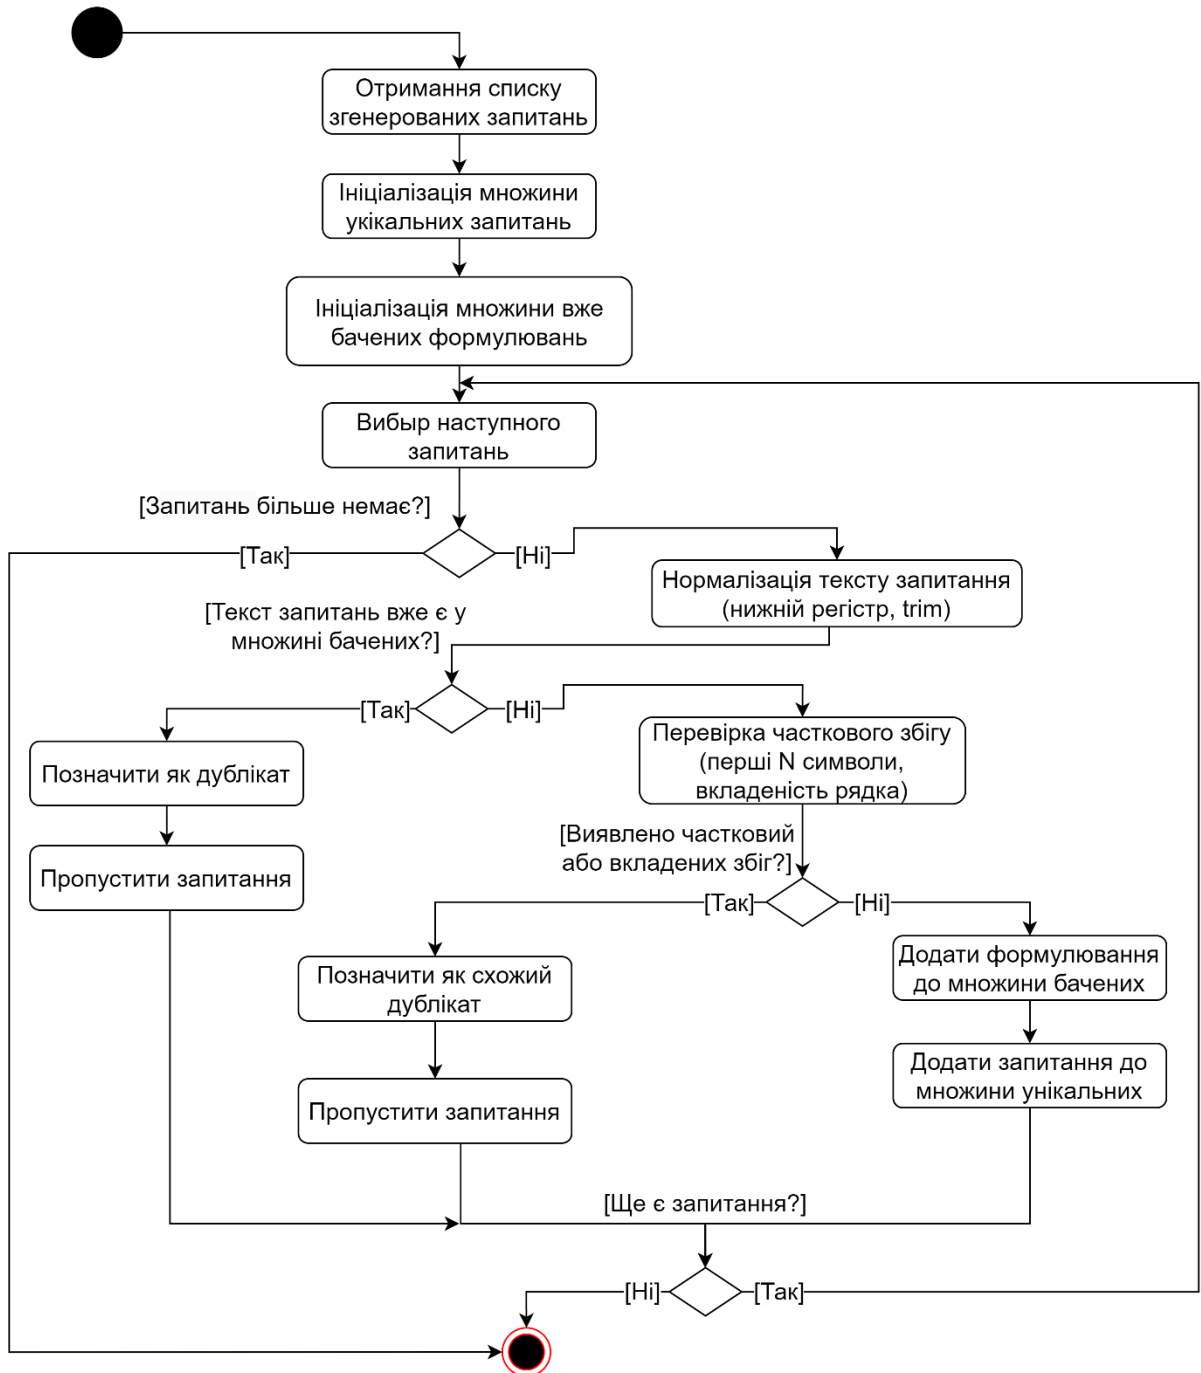 Отримання списку
згенерованих запитань
Ініціалізація множини
укікальних запитань
Ініціалізація множини вже
бачених формулювань
Вибыр наступного
запитань
[Запитань більше немає?]
[Так]
[Ні]
Нормалізація тексту запитання
(нижній регістр, trim)
[Текст запитань вже є у
множині бачених?]
[Так]
[Ні]
Позначити як дублікат
Перевірка часткового збігу
(перші N символи,
вкладеність рядка)
Пропустити запитання
[Виявлено частковий
або вкладених збіг?]
[Так]
[Ні]
Позначити як схожий
дублікат
Додати формулювання
до множини бачених
Пропустити запитання
Додати запитання до
множини унікальних
[Ще є запитання?]
[Ні]
[Так]